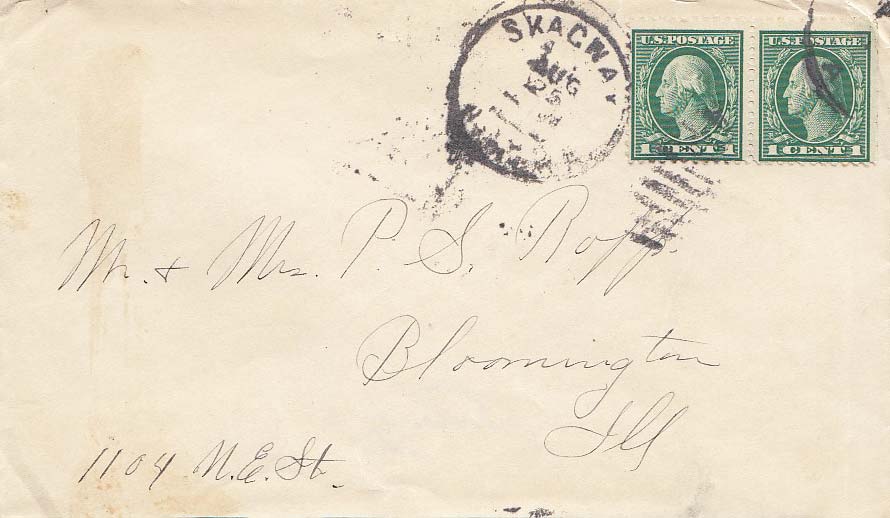 SKAGWAY
AUG
25
U.S. POSTAGE U.S. POSTAGE
1 CENT 1 1 CENT 1
Mr. & Mrs. P. S. Ropp.
Bloomington
Ill
1104 N.E. St.